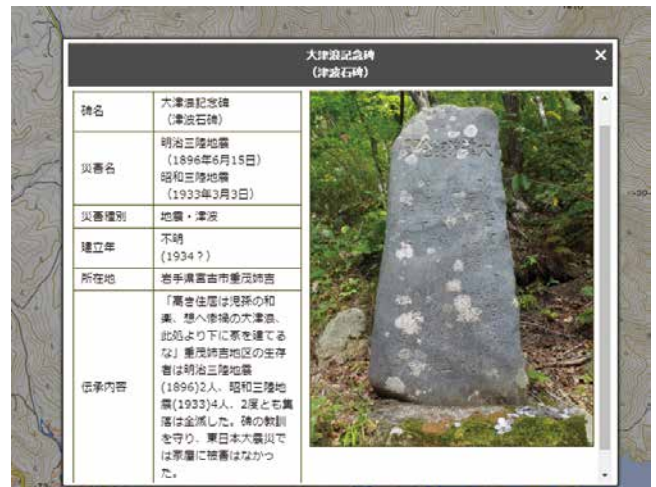 大津浪記念碑
（津波石碑）
×
碑名
大津浪記念碑
（津波石碑）
災害名
明治三陸地震
（1896年6月15日）
昭和三陸地震
（1933年3月3日）
災害種別
地震・津波
建立年
不明
(1934？)
所在地
岩手県宮古市重茂姉吉
伝承内容
「高き住居は児孫の和
楽、想へ惨禍の大津浪、
此処より下に家を建てる
な」重茂姉吉地区の生存
者は明治三陸地震
(1896)2人、昭和三陸地
震(1933)4人、2度とも集
落は全滅した。碑の教訓
を守り、東日本大震災で
は家屋に被害はなかっ
た。